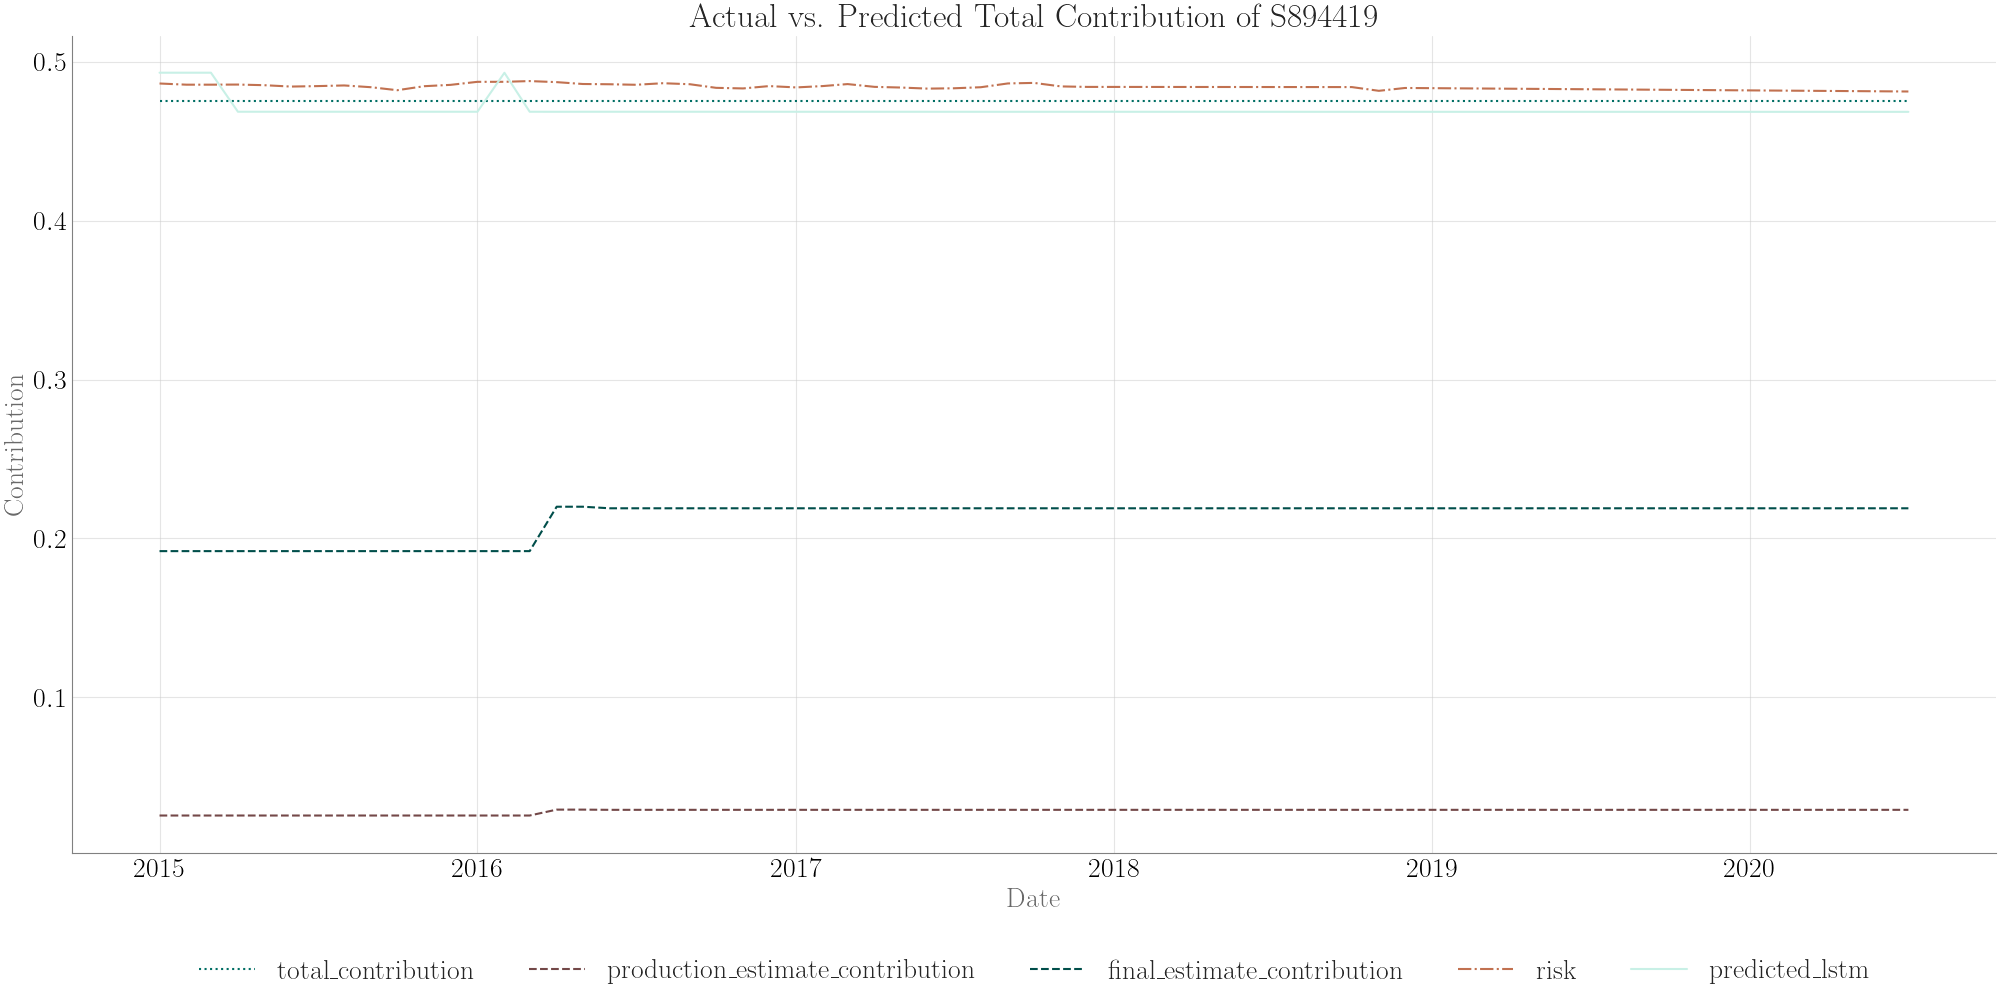 Actual vs. Predicted Total Contribution of S894419
0.5
0.4
0.3
0.2
0.1
Contribution
2015 2016 2017 2018 2019 2020
Date
total_contribution production_estimate_contribution final_estimate_contribution risk predicted_lstm